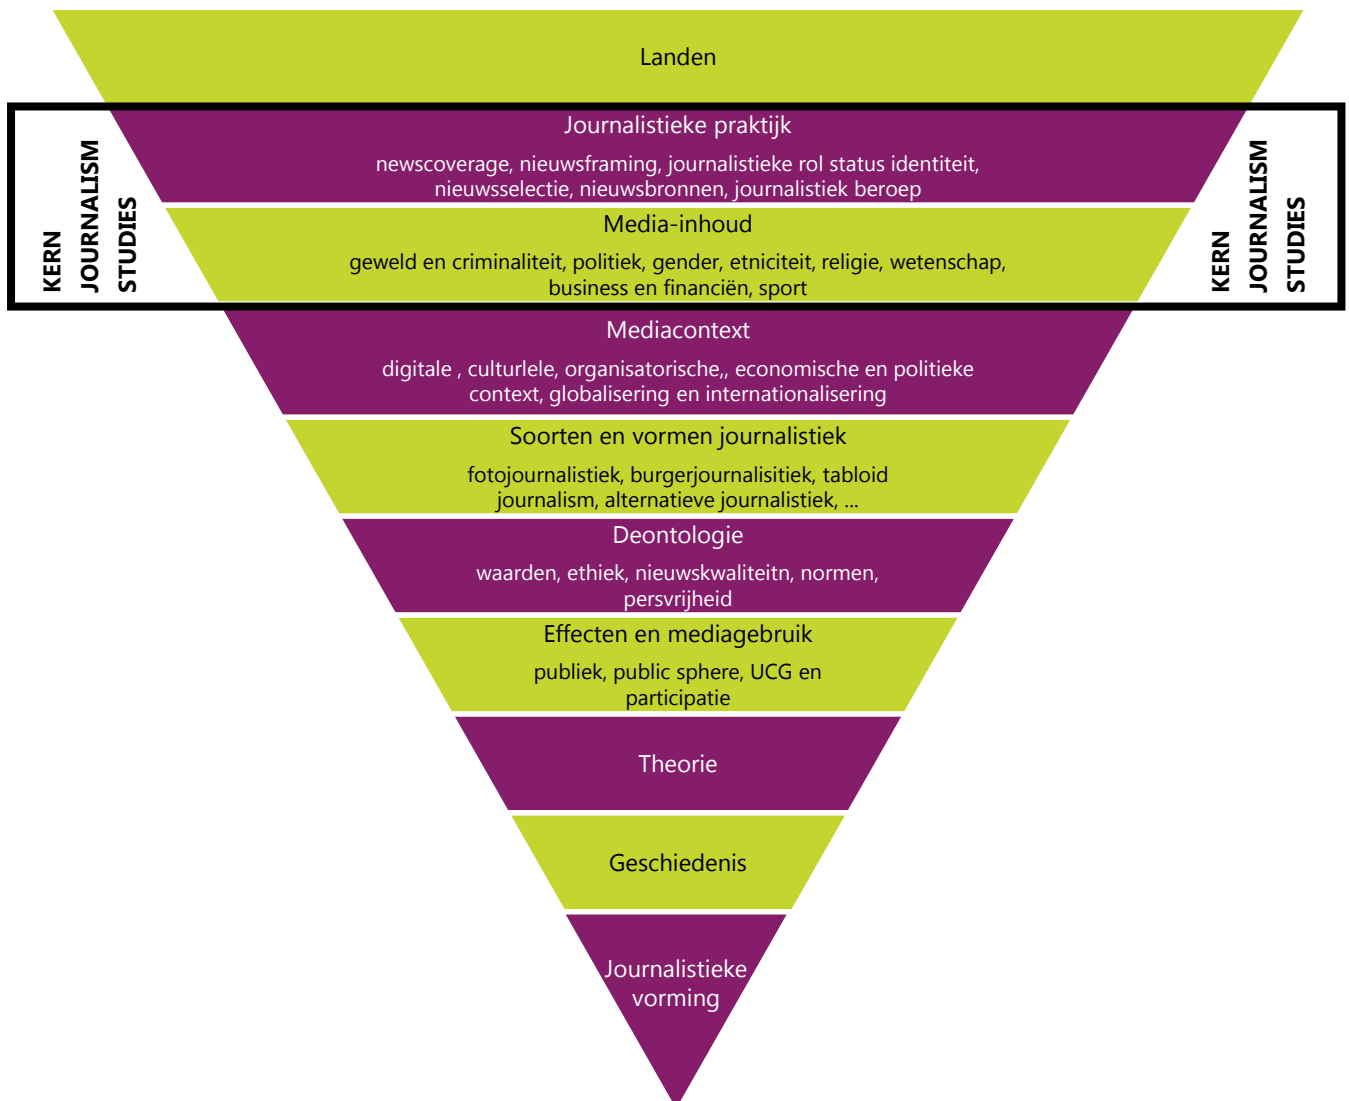 Landen
Journalistieke praktijk
newscoverage, nieuwsframing, journalistieke rol status identiteit,
nieuwsselectie, nieuwsbronnen, journalistiek beroep
KERN
JOURNALISM
STUDIES
Media-inhoud
geweld en criminaliteit, politiek, gender, etniciteit, religie, wetenschap,
business en financiën, sport
KERN
JOURNALISM
STUDIES
Mediacontext
digitale , culturlele, organisatorische,, economische en politieke
context, globalisering en internationalisering
Soorten en vormen journalistiek
fotojournalistiek, burgerjournalisitiek, tabloid
journalism, alternatieve journalistiek, ...
Deontologie
waarden, ethiek, nieuwskwaliteitn, normen,
persvrijheid
Effecten en mediagebruik
publiek, public sphere, UCG en
participatie
Theorie
Geschiedenis
Journalistieke
vorming